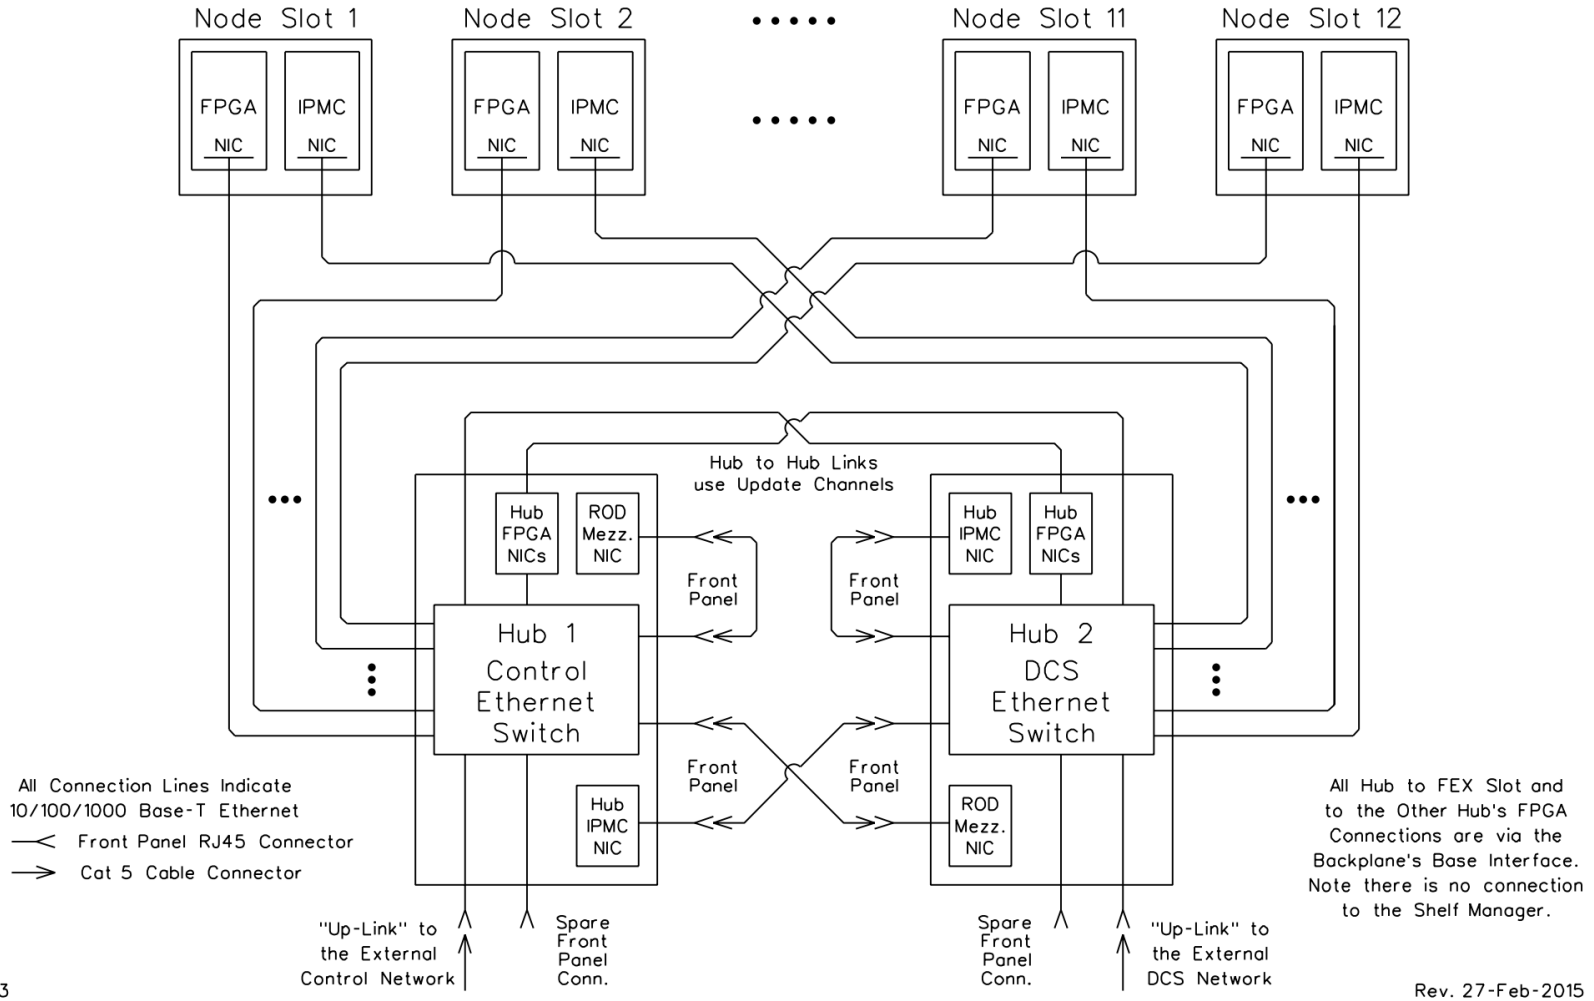 Node Slot 1
Node Slot 2
Node Slot 11
Node Slot 12
FPGA
NIC
IPMC
NIC
FPGA
NIC
IPMC
NIC
FPGA
NIC
IPMC
NIC
FPGA
NIC
IPMC
NIC
Hub to Hub Links
use Update Channels
Hub
FPGA
NICs
ROD
Mezz.
NIC
Hub
IPMC
NIC
Hub
FPGA
NICs
Front
Panel
Front
Panel
Hub 1
Control
Ethernet
Switch
Hub 2
DCS
Ethernet
Switch
Front
Panel
Front
Panel
Hub
IPMC
NIC
ROD
Mezz.
NIC
All Connection Lines Indicate
10/100/1000 Base-T Ethernet
Front Panel RJ45 Connector
Cat 5 Cable Connector
All Hub to FEX Slot and
to the Other Hub's FPGA
Connections are via the
Backplane's Base Interface.
Note there is no connection
to the Shelf Manager.
"Up-Link" to
the External
Control Network
Spare
Front
Panel
Conn.
Spare
Front
Panel
Conn.
"Up-Link" to
the External
DCS Network
3
Rev. 27-Feb-2015